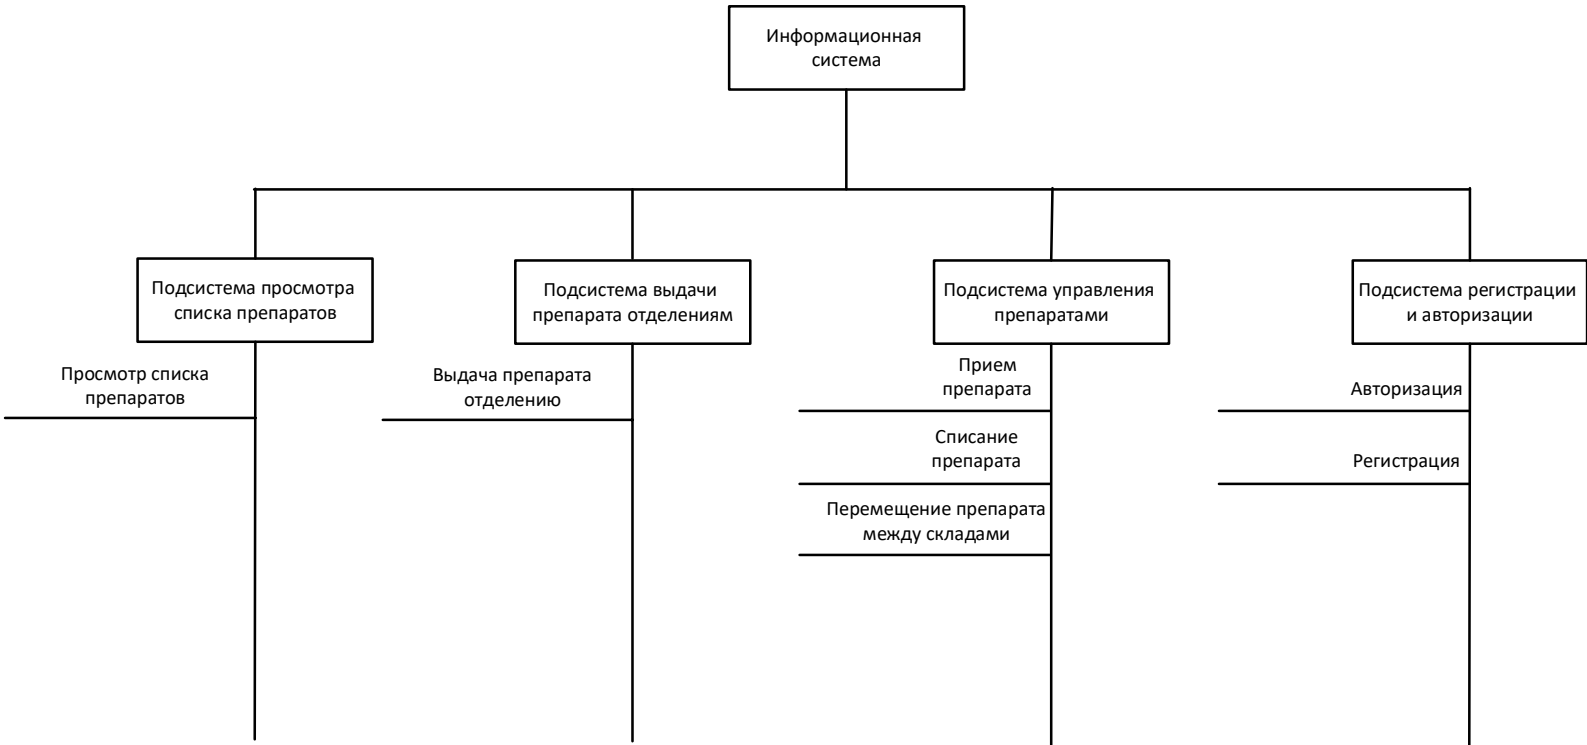 Информационная
система
Подсистема просмотра
списка препаратов
Просмотр списка
препаратов
Подсистема выдачи
препарата отделениям
Выдача препарата
отделению
Подсистема управления
препаратами
Прием
препарата
Списание
препарата
Перемещение препарата
между складами
Подсистема регистрации
и авторизации
Авторизация
Регистрация